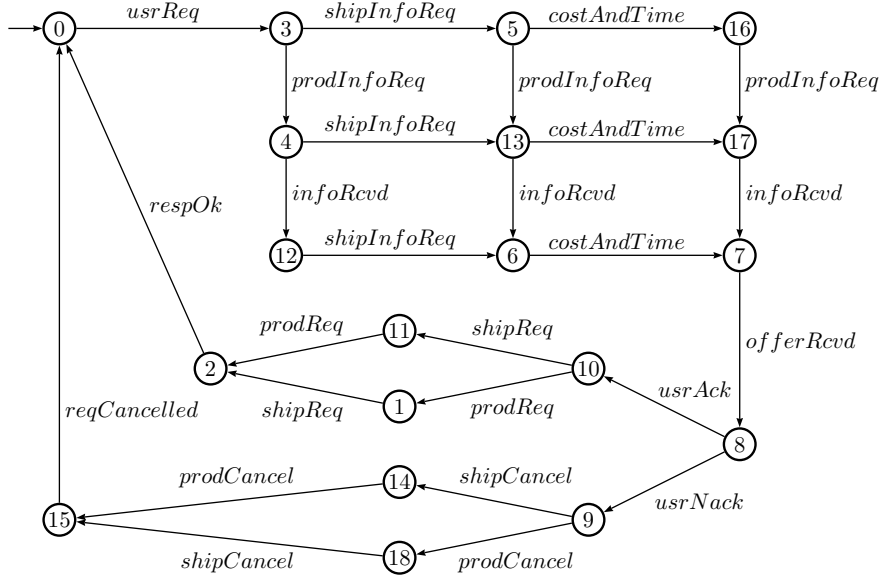 0 usrReq 3 shipInfoReq 5 costAndTime 16
prodInfoReq prodInfoReq prodInfoReq
4 shipInfoReq 13 costAndTime 17
respOk infoRcvd infoRcvd infoRcvd
12 shipInfoReq 6 costAndTime 7
prodReq 11 shipReq offerRcvd
2 10
reqCancelled shipReq 1 prodReq usrAck
8
prodCancel 14 shipCancel usrNack
15 9
shipCancel 18 prodCancel